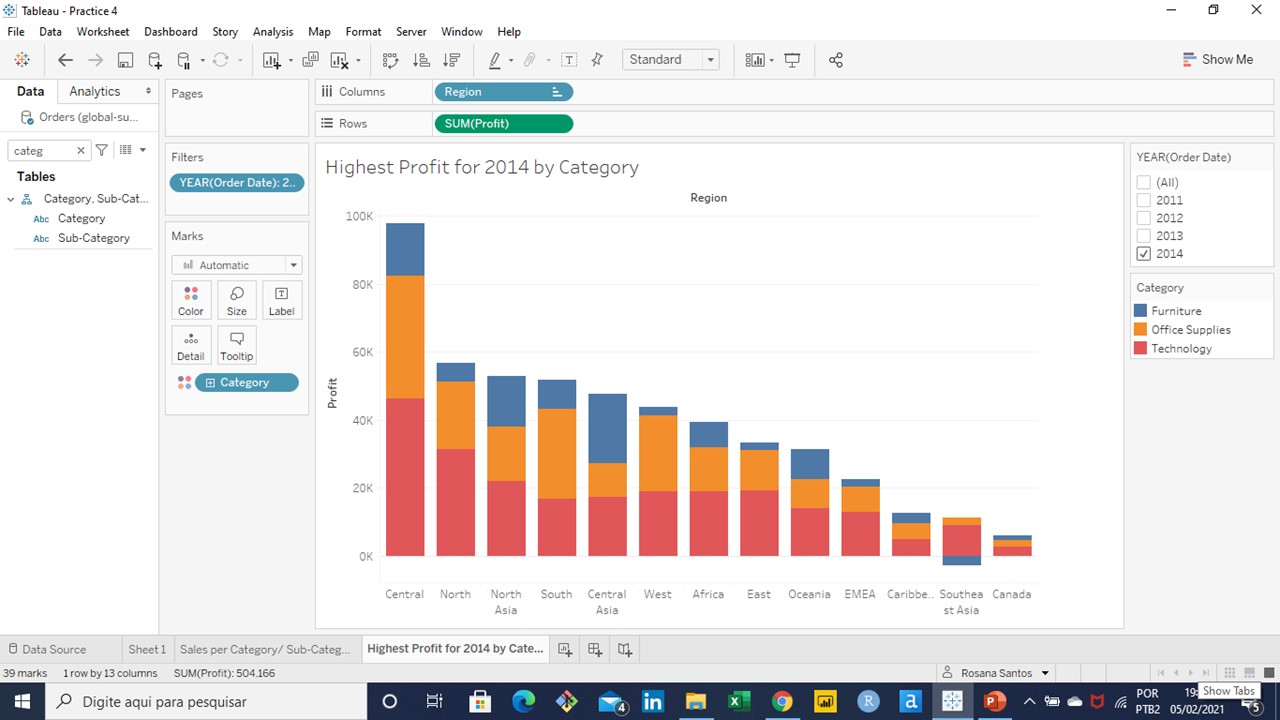 Tableau - Practice 4
File Data Worksheet Dashboard Story Analysis Map Format Server Window Help
Standard
Show Me
Data Analytics
Orders (global-su...
categ
Tables
Category, Sub-Cat...
Abc Category
Abc Sub-Category
Pages
Filters
YEAR(Order Date): 2..
Marks
Automatic
Color Size Label
Detail Tooltip
Category
Columns Region
Rows SUM(Profit)
Highest Profit for 2014 by Category
Region
100K
80K
60K
40K
20K
0K
Profit
Central North North Asia South Central Asia West Africa East Oceania EMEA Caribbe.. Southea st Asia Canada
YEAR(Order Date)
(All)
2011
2012
2013
2014
Category
Furniture
Office Supplies
Technology
Data Source Sheet 1 Sales per Category/ Sub-Categ... Highest Profit for 2014 by Cate...
39 marks 1 row by 13 columns SUM(Profit): 504.166 Rosana Santos
Show Tabs
Digite aqui para pesquisar
4
POR 19:
PTB2 05/02/2021 5